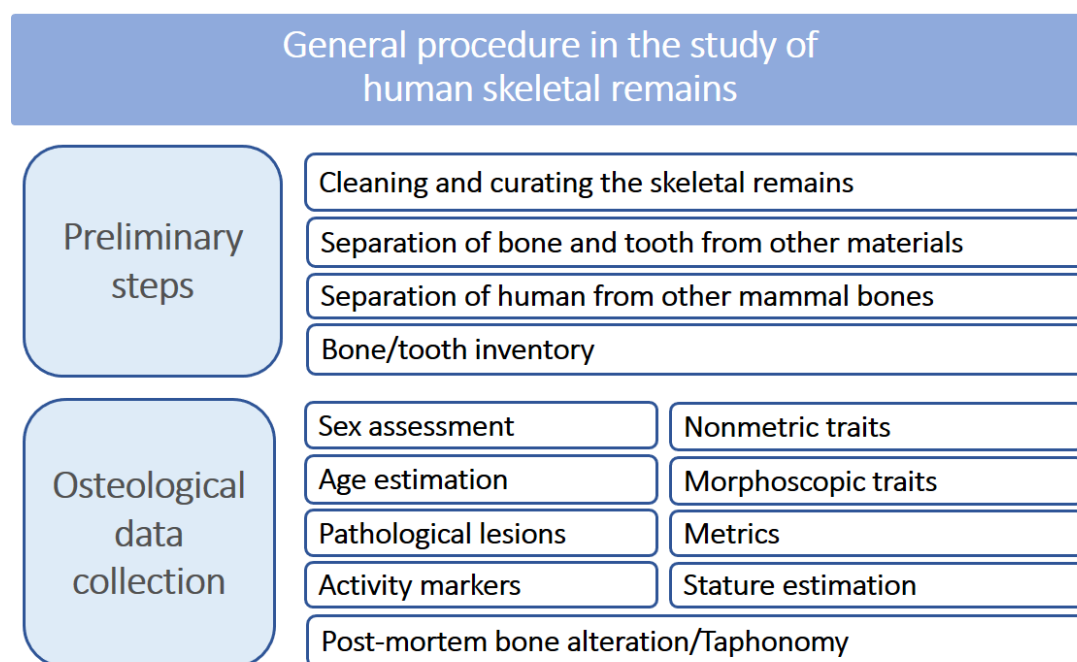 General procedure in the study of
human skeletal remains
Preliminary
steps
Cleaning and curating the skeletal remains
Separation of bone and tooth from other materials
Separation of human from other mammal bones
Bone/tooth inventory
Osteological
data
collection
Sex assessment
Nonmetric traits
Age estimation
Morphoscopic traits
Pathological lesions
Metrics
Activity markers
Stature estimation
Post-mortem bone alteration/Taphonomy